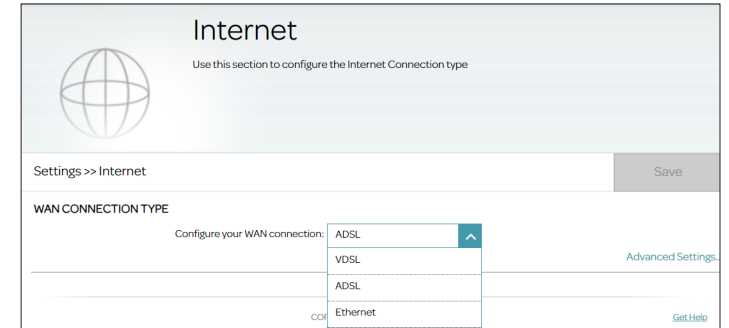 Internet
Use this section to configure the Internet Connection type
Settings >> Internet
Save
WAN CONNECTION TYPE
Configure your WAN connection:
ADSL
VDSL
Advanced Settings..
ADSL
Ethernet
Get Help